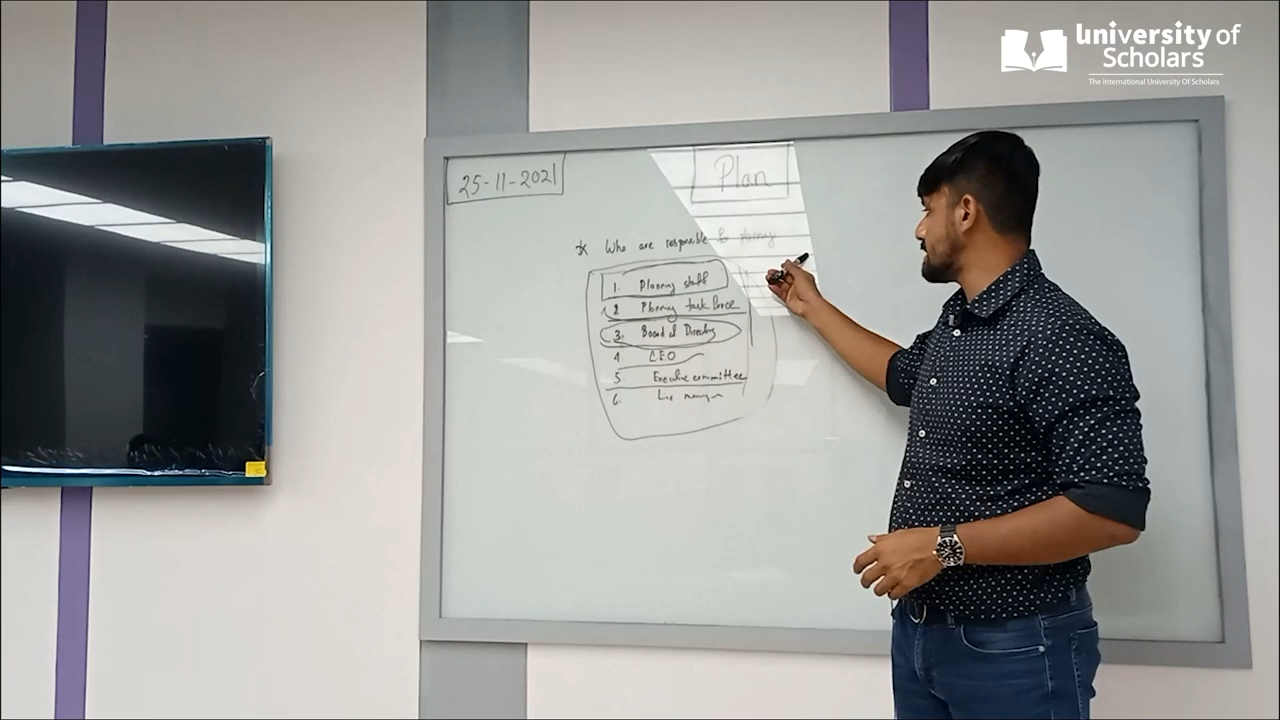 University of
Scholars
The International University Of Scholars
25-11-2021
Plan
Who are responsible for planning
1. Planning staff
2 Planning task force
3. Board of Directors
4 C.E.O
5 Executive committee
6. Line manager